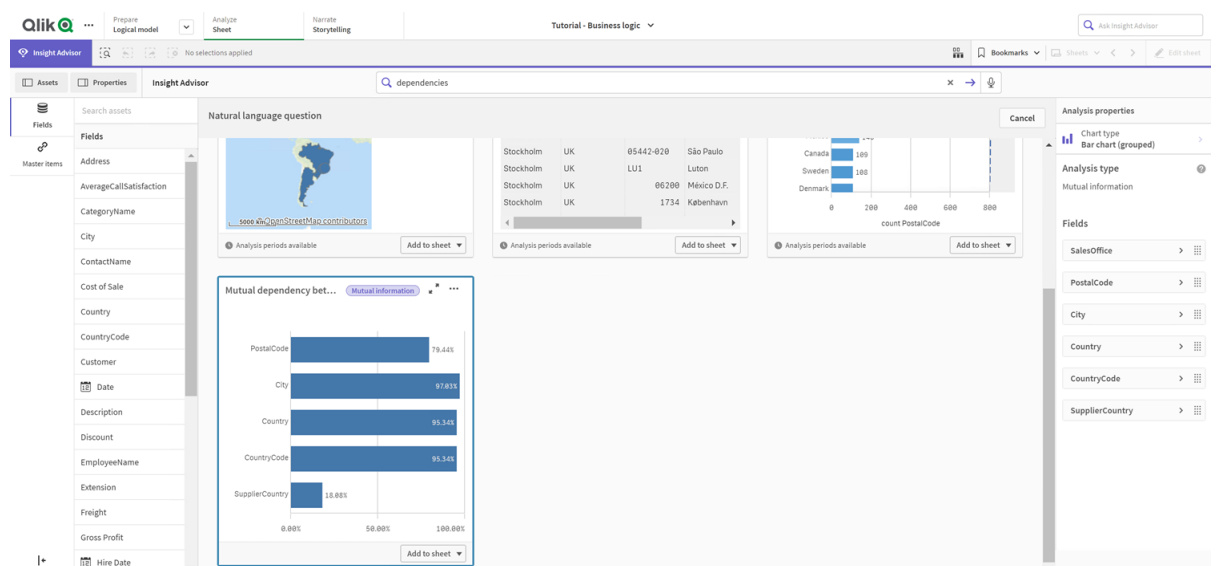 Qlik
Prepare
Logical model
Analyze
Sheet
Narrate
Storytelling
Tutorial - Business logic
Ask Insight Advisor
Insight Advisor
No selections applied
Bookmarks
Sheets
Edit sheet
Assets
Properties
Insight Advisor
dependencies
Fields
Master items
Search assets
Fields
Address
AverageCallSatisfaction
CategoryName
City
ContactName
Cost of Sale
Country
CountryCode
Customer
Date
Description
Discount
EmployeeName
Extension
Freight
Gross Profit
Hire Date
Natural language question
Cancel
5000 km
OpenStreetMap contributors
Analysis periods available
Add to sheet
Stockholm UK 05442-020 São Paulo
Stockholm UK LU1 Luton
Stockholm UK 06200 México D.F.
Stockholm UK 1734 København
Analysis periods available
Add to sheet
Canada 109
Sweden 108
Denmark
0 200 400 600 800
count PostalCode
Analysis periods available
Add to sheet
Mutual dependency bet...
Mutual information
PostalCode 79.44%
City 97.03%
Country 95.34%
CountryCode 95.34%
SupplierCountry 18.08%
0.00% 50.00% 100.00%
Add to sheet
Analysis properties
Chart type
Bar chart (grouped)
Analysis type
Mutual information
Fields
SalesOffice
PostalCode
City
Country
CountryCode
SupplierCountry